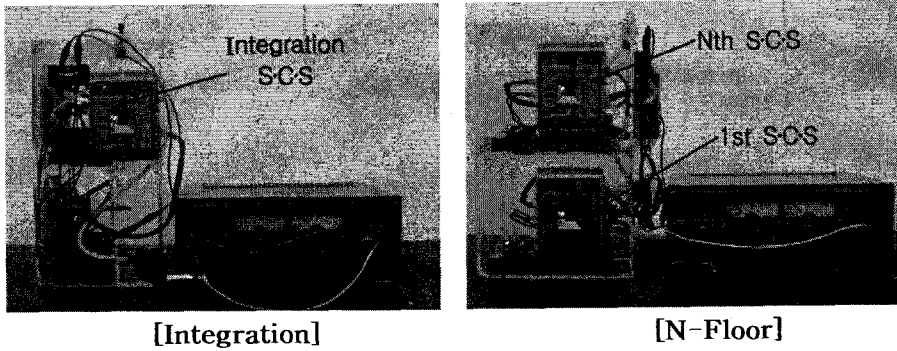 Integration
S·C·S
Nth S·C·S
1st S·C·S
[Integration]
[N-Floor]